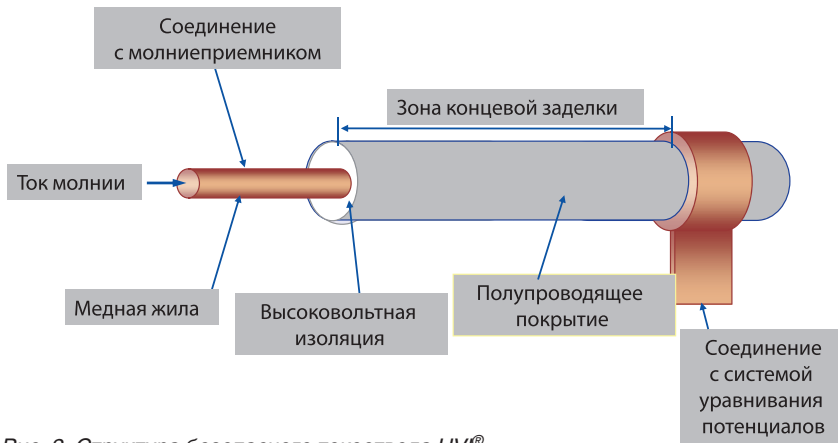 Соединение
с молниеприемником
Зона концевой заделки
Ток молнии
Медная жила
Высоковольтная
изоляция
Полупроводящее
покрытие
Соединение
с системой
уравнивания
потенциалов